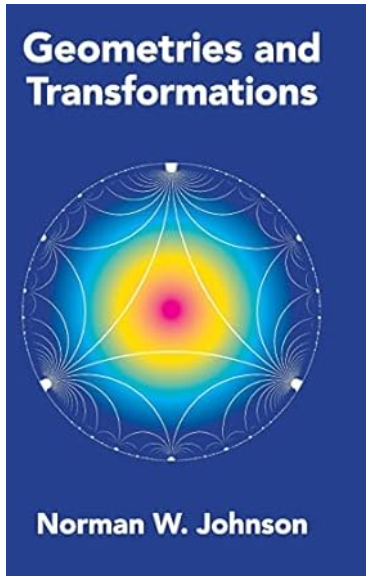 Geometries and
Transformations
Norman W. Johnson